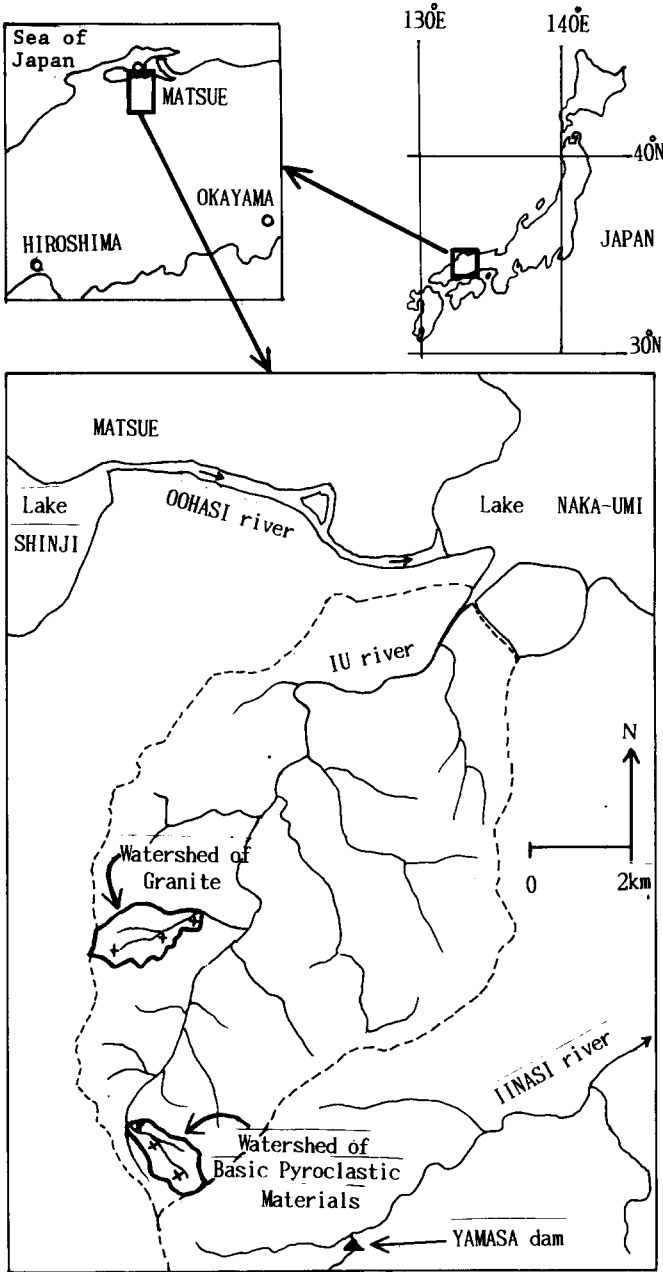 Sea of
Japan
MATSUE
OKAYAMA
HIROSHIMA
130°E
140°E
40°N
JAPAN
30°N
MATSUE
Lake
SHINJI
OOHASI river
Lake NAKA-UMI
IU river
N
0 2km
Watershed of
Granite
IINASI river
Watershed of
Basic Pyroclastic
Materials
YAMASA dam